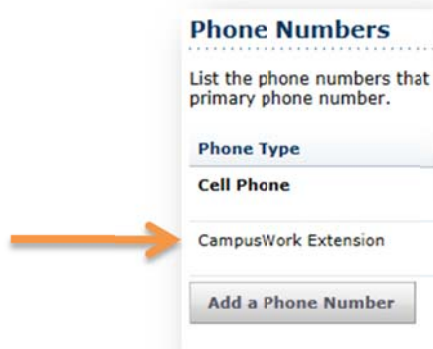 Phone Numbers
List the phone numbers that
primary phone number.
Phone Type
Cell Phone
CampusWork Extension
Add a Phone Number